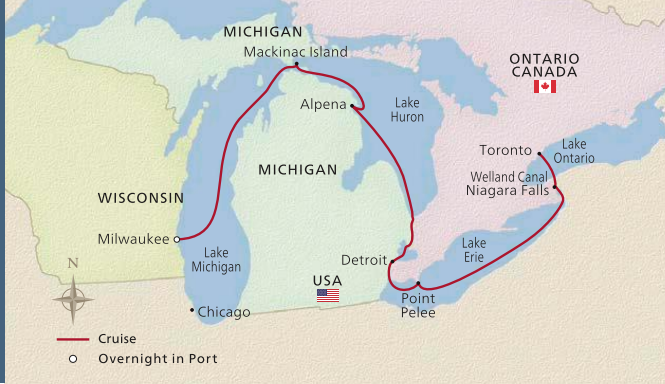 MICHIGAN
Mackinac Island
ONTARIO
CANADA
Alpena
Lake
Huron
Toronto
Lake
Ontario
MICHIGAN
Welland Canal
Niagara Falls
WISCONSIN
Milwaukee
Lake
Michigan
Detroit
Lake
Erie
N
USA
Point
Pelee
Chicago
Cruise
Overnight in Port